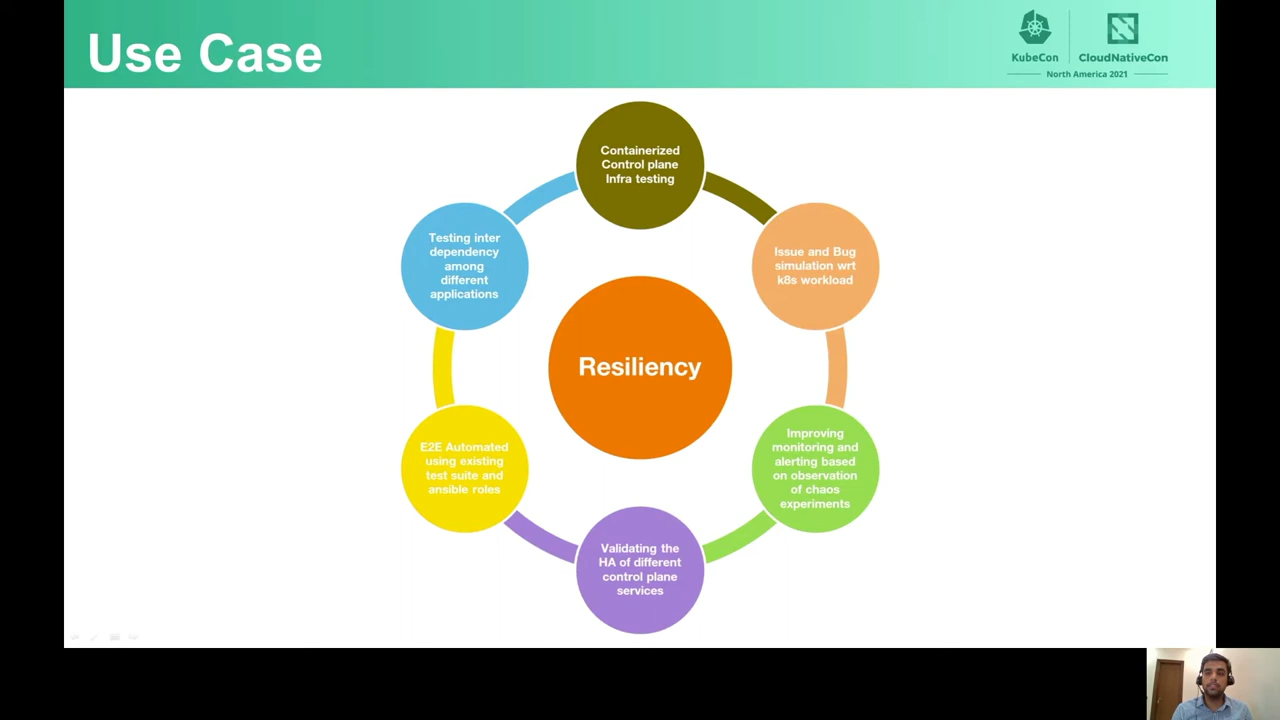 Use Case
KubeCon
CloudNativeCon
North America 2021
Containerized
Control plane
Infra testing
Issue and Bug
simulation wrt
k8s workload
Improving
monitoring and
alerting based
on observation
of chaos
experiments
Validating the
HA of different
control plane
services
E2E Automated
using existing
test suite and
ansible roles
Testing inter
dependency
among
different
applications
Resiliency